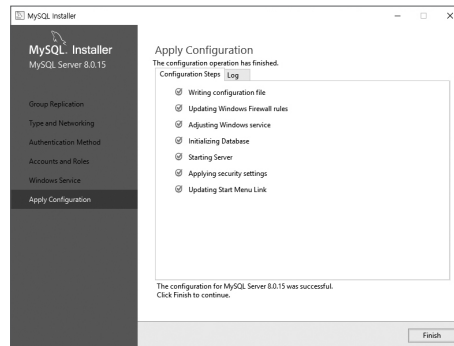 MySQL Installer
MySQL. Installer
MySQL Server 8.0.15
Group Replication
Type and Networking
Authentication Method
Accounts and Roles
Windows Service
Apply Configuration
Apply Configuration
The configuration operation has finished.
Configuration Steps Log
Writing configuration file
Updating Windows Firewall rules
Adjusting Windows service
Initializing Database
Starting Server
Applying security settings
Updating Start Menu Link
The configuration for MySQL Server 8.0.15 was successful.
Click Finish to continue.
Finish